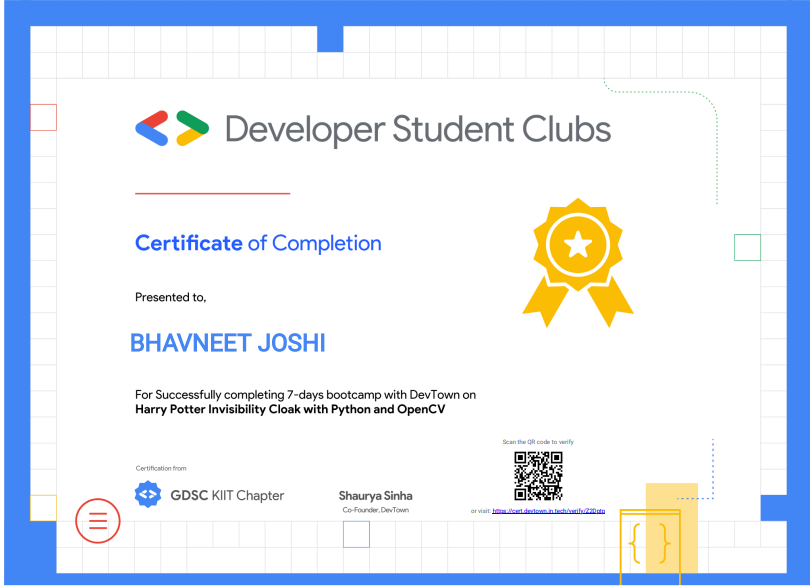 Developer Student Clubs
Certificate of Completion
Presented to,
BHAVNEET JOSHI
For Successfully completing 7-days bootcamp with DevTown on
Harry Potter Invisibility Cloak with Python and OpenCV
Scan the QR code to verify
Certification from
GDSC KIIT Chapter
Shaurya Sinha
Co-Founder, DevTown
or visit: https://cert.devtown.in.tech/verify/